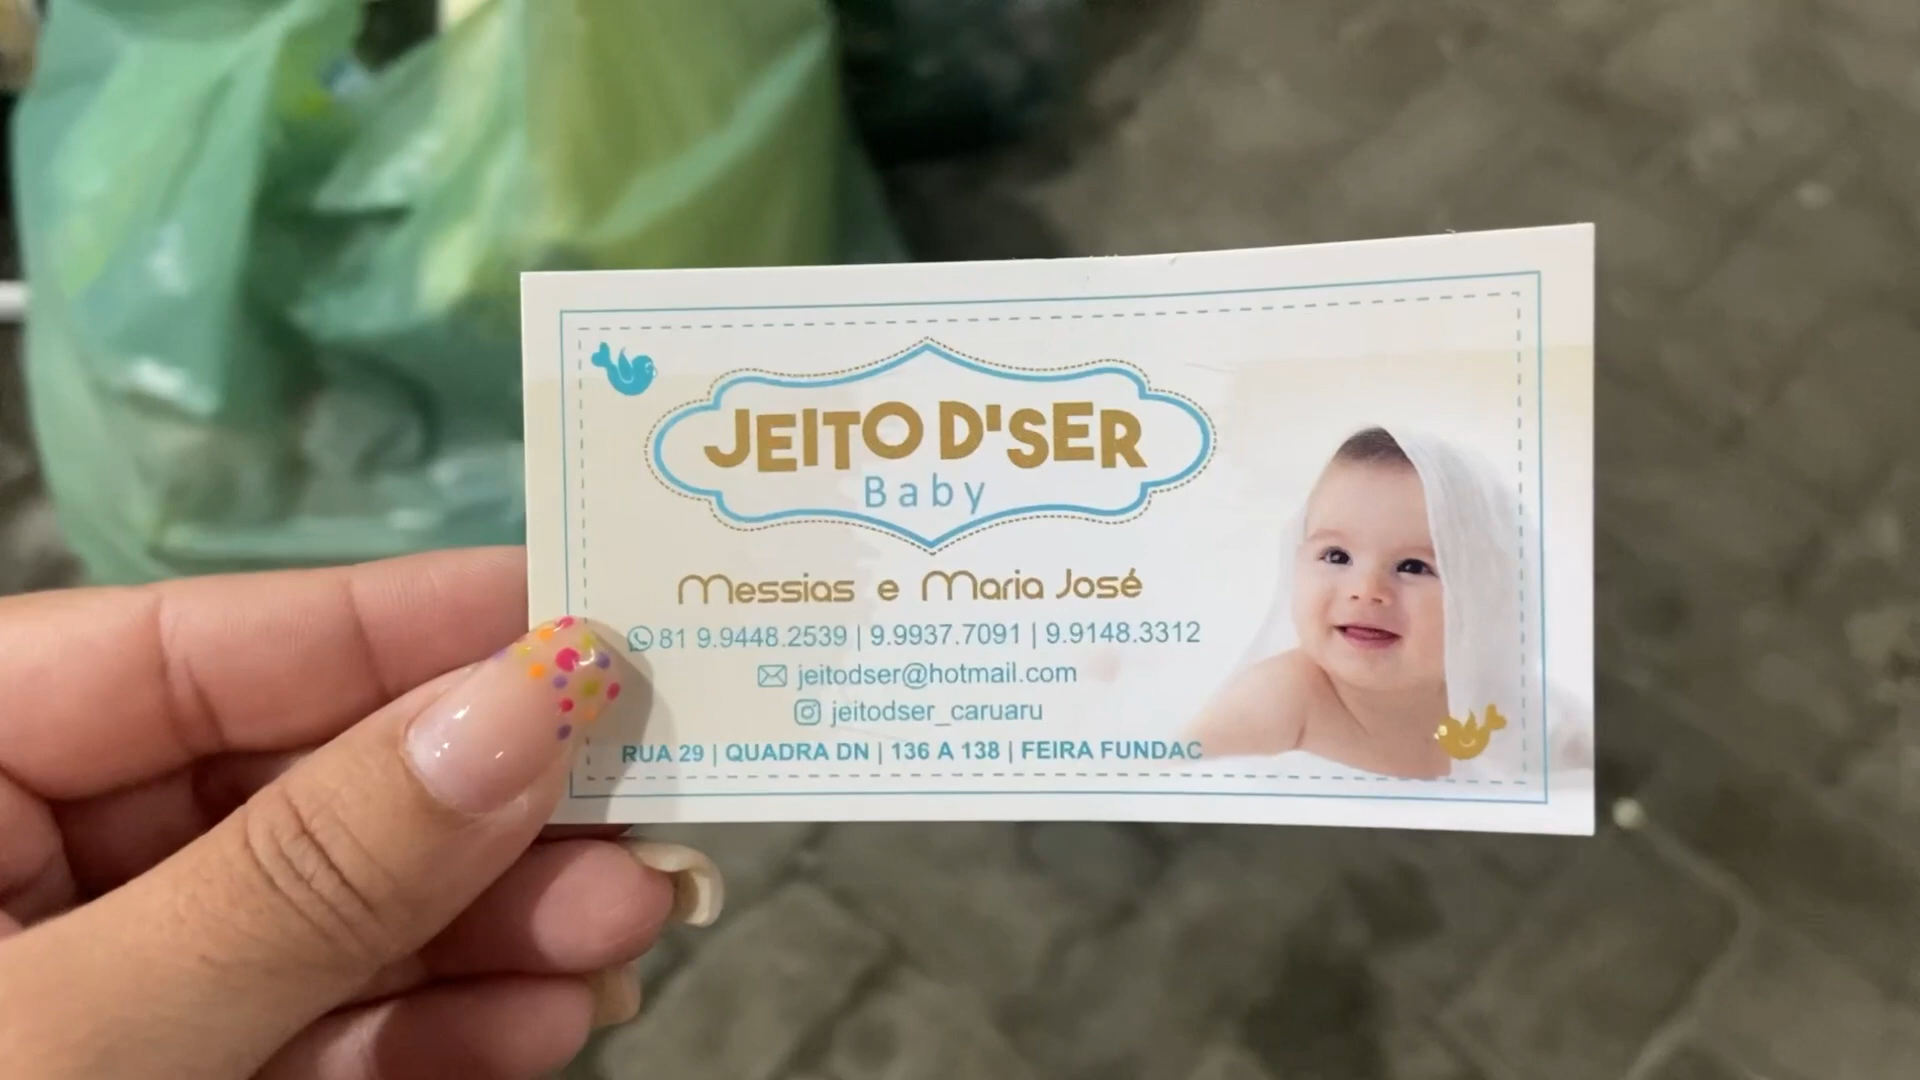 JEITO D'SER
Baby
Messias e Maria José
81 9.9448.2539 | 9.9937.7091 | 9.9148.3312
jeitodser@hotmail.com
jeitodser_caruaru
RUA 29 | QUADRA DN | 136 A 138 | FEIRA FUNDAC